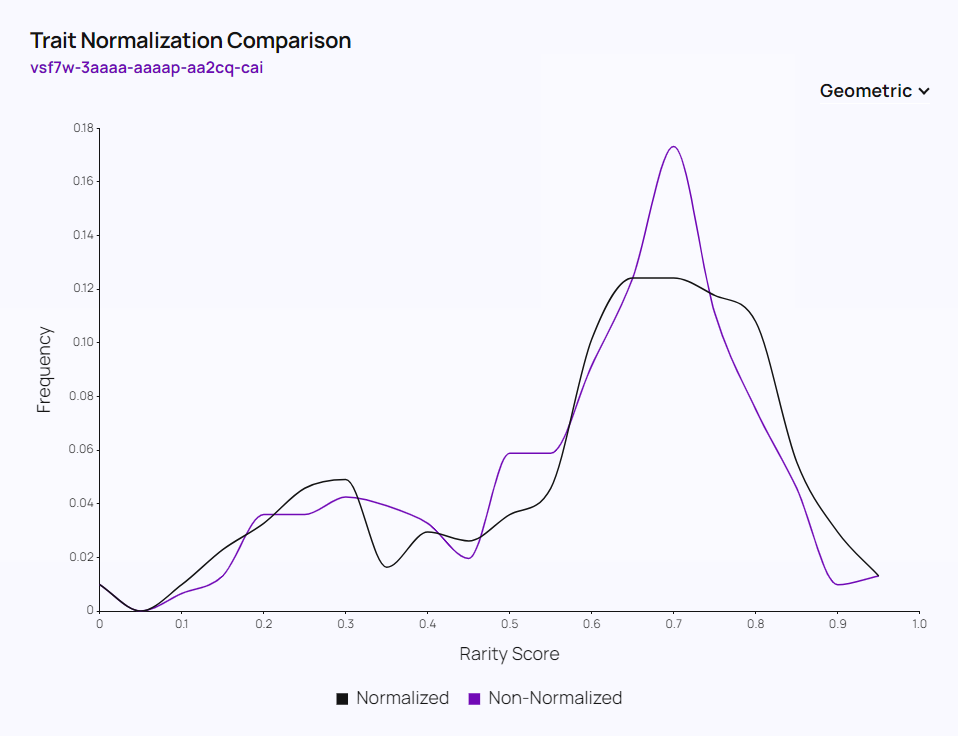 Trait Normalization Comparison
vsf7w-3aaaa-aaaap-aa2cq-cai
Geometric
0.18
0.16
0.14
0.12
0.10
0.08
0.06
0.04
0.02
0
Frequency
0 0.1 0.2 0.3 0.4 0.5 0.6 0.7 0.8 0.9 1.0
Rarity Score
Normalized Non-Normalized